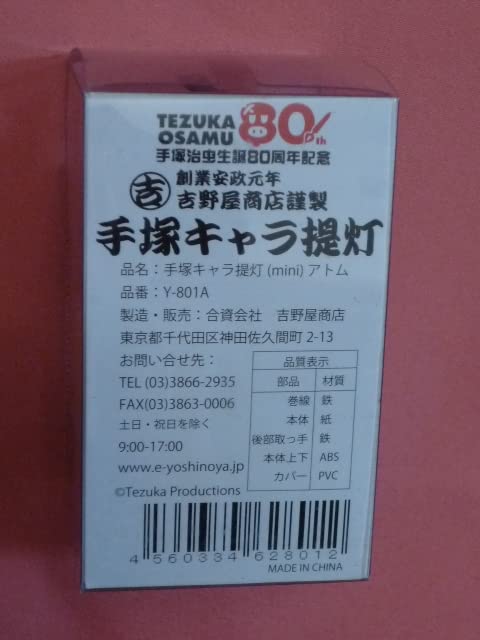 TEZUKA
OSAMU 80th
手塚治虫生誕80周年記念
吉 創業安政元年
吉野屋商店謹製
手塚キャラ提灯
品名：手塚キャラ提灯 (mini) アトム
品番：Y-801A
製造・販売：合資会社　吉野屋商店
東京都千代田区神田佐久間町 2-13
お問い合せ先：
TEL (03)3866-2935
FAX(03)3863-0006
土日・祝日を除く
9:00-17:00
www.e-yoshinoya.jp
©Tezuka Productions
品質表示
部品 材質
巻線 鉄
本体 紙
後部取っ手 鉄
本体上下 ABS
カバー PVC
4560334628012
MADE IN CHINA